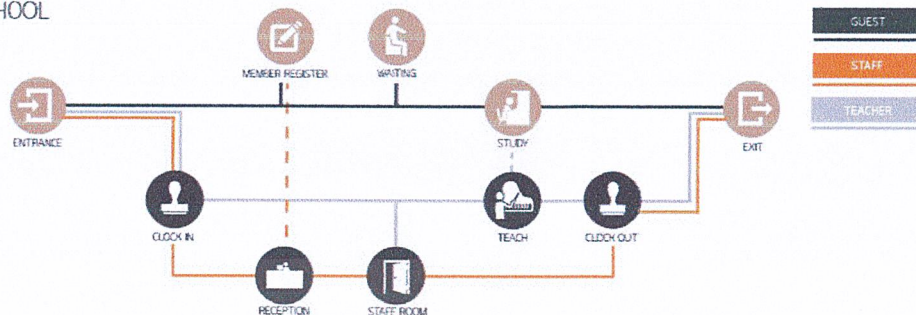 HOOL
GUEST
MEMBER REGISTER
WAITING
STAFF
TEACHER
ENTRANCE
STUDY
EXIT
CLOCK IN
TEACH
CLOCK OUT
RECEPTION
STAFF ROOM